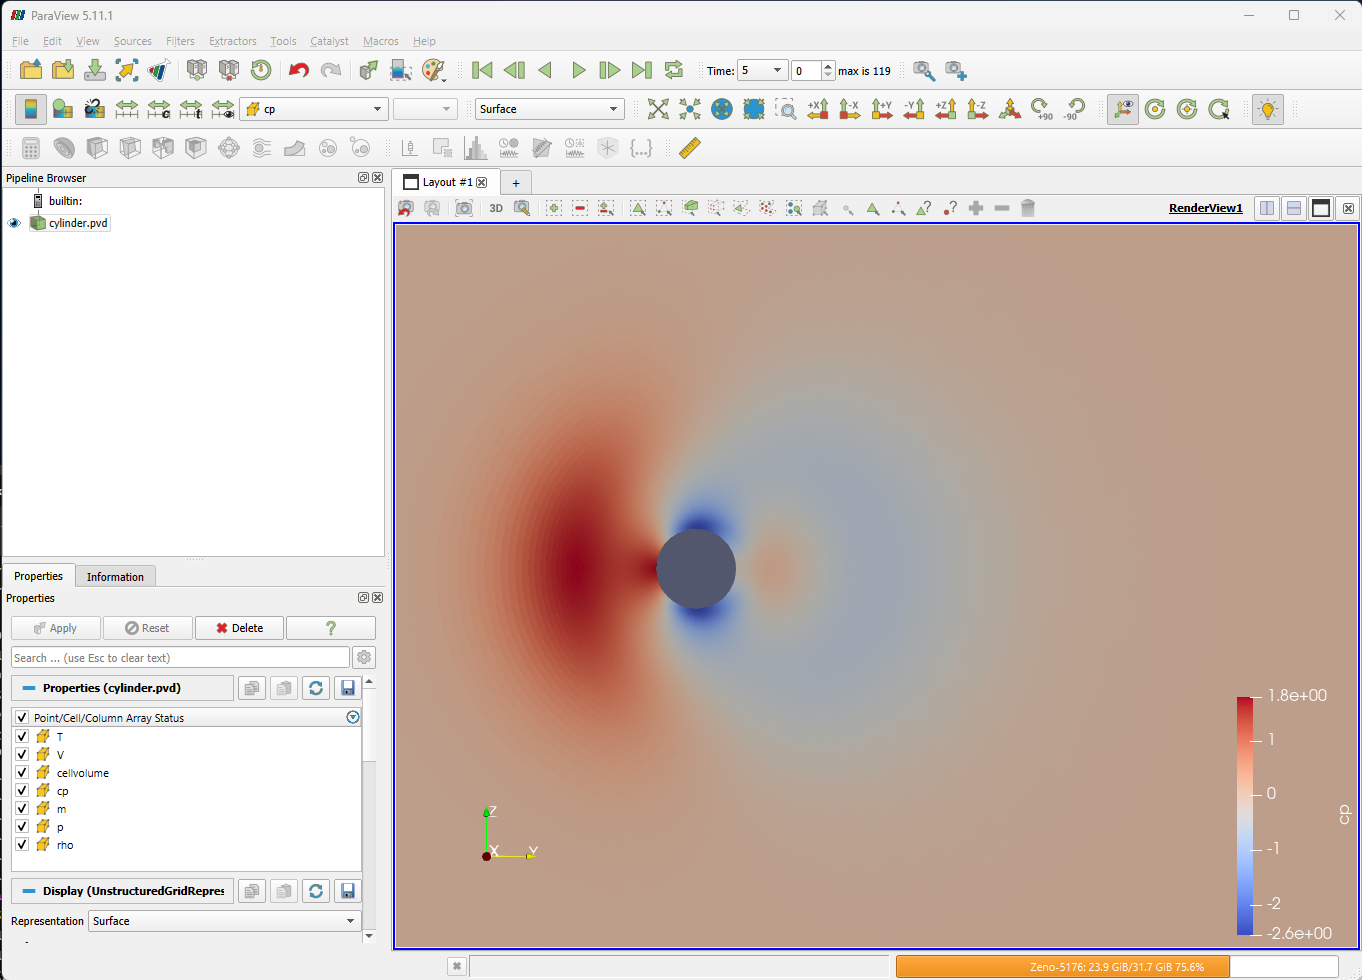 ParaView 5.11.1
File Edit View Sources Filters Extractors Tools Catalyst Macros Help
Time: 5 0 max is 119
cp Surface +X -X +Y -Y +Z -Z +90 -90
Pipeline Browser
builtin:
cylinder.pvd
Layout #1 +
3D RenderView1
Properties Information
Properties
Apply Reset Delete ?
Search ... (use Esc to clear text)
Properties (cylinder.pvd)
Point/Cell/Column Array Status
T
V
cellvolume
cp
m
p
rho
Display (UnstructuredGridRepres
Representation Surface
Z
X Y
1.8e+00
1
0
cp
-1
-2
-2.6e+00
Zeno-5176: 23.9 GiB/31.7 GiB 75.6%